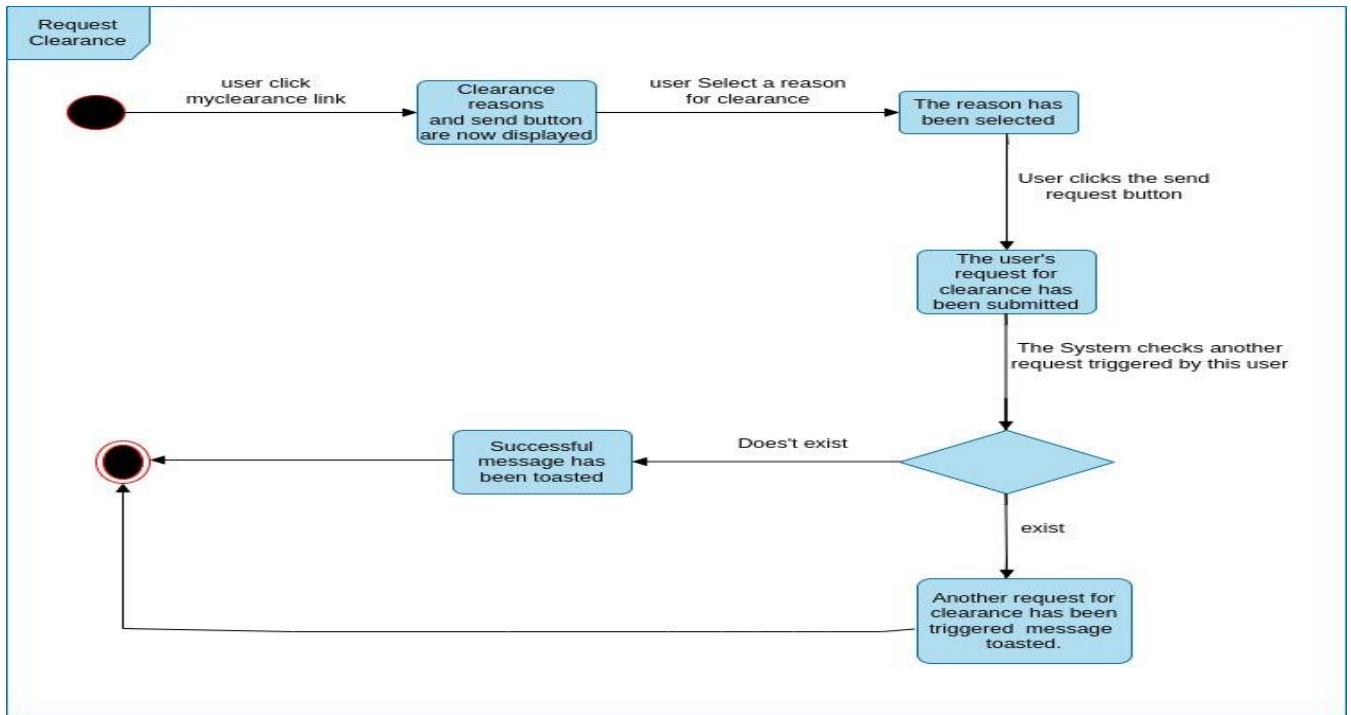 Request
Clearance
user click
myclearance link
Clearance
reasons
and send button
are now displayed
user Select a reason
for clearance
The reason has
been selected
User clicks the send
request button
The user's
request for
clearance has
been submitted
The System checks another
request triggered by this user
Does't exist
Successful
message has
been toasted
exist
Another request for
clearance has been
triggered message
toasted.